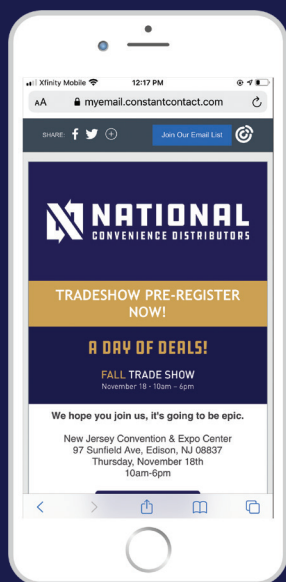 Xfinity Mobile 12:17 PM
AA myemail.constantcontact.com
SHARE: Join Our Email List
NATIONAL
CONVENIENCE DISTRIBUTORS
TRADESHOW PRE-REGISTER
NOW!
A DAY OF DEALS!
FALL TRADE SHOW
November 18 - 10am - 6pm
We hope you join us, it's going to be epic.
New Jersey Convention & Expo Center
97 Sunfield Ave, Edison, NJ 08837
Thursday, November 18th
10am-6pm